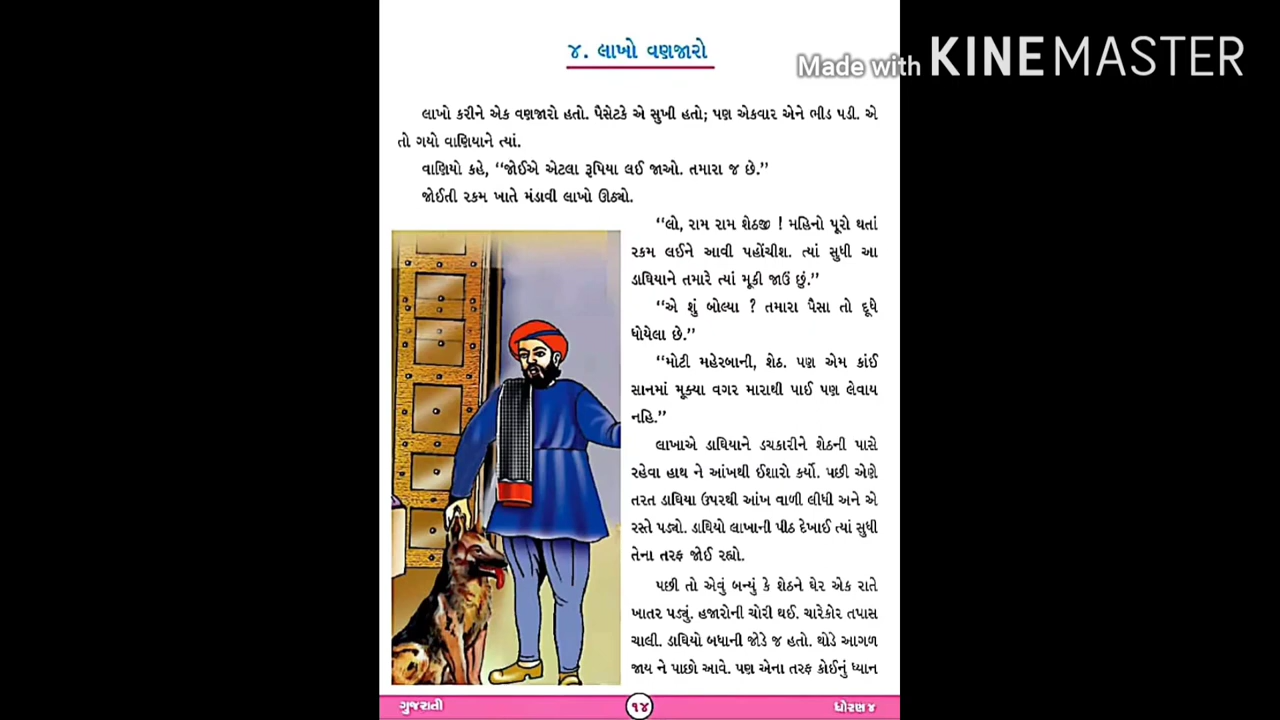 ૪. લાખો વણજારો
Made with KINEMASTER
લાખો કરીને એક વણજારો હતો. પૈસેટકે એ સુખી હતો; પણ એકવાર એને ભીડ પડી. એ
તો ગયો વાણિયાને ત્યાં.
વાણિયો કહે, “જોઈએ એટલા રૂપિયા લઈ જાઓ. તમારા જ છે.”
જોઈતી રકમ ખાતે મંડાવી લાખો ઊઠ્યો.
“લો, રામ રામ શેઠજી ! મહિનો પૂરો થતાં
રકમ લઈને આવી પહોંચીશ. ત્યાં સુધી આ
ડાઘિયાને તમારે ત્યાં મૂકી જાઉં છું.”
“એ શું બોલ્યા ? તમારા પૈસા તો દૂધે
ધોયેલા છે.”
“મોટી મહેરબાની, શેઠ. પણ એમ કાંઈ
સાનમાં મૂક્યા વગર મારાથી પાઈ પણ લેવાય
નહિ.”
લાખાએ ડાઘિયાને ડચકારીને શેઠની પાસે
રહેવા હાથ ને આંખથી ઈશારો કર્યો. પછી એણે
તરત ડાઘિયા ઉપરથી આંખ વાળી લીધી અને એ
રસ્તે પડ્યો. ડાઘિયો લાખાની પીઠ દેખાઈ ત્યાં સુધી
તેના તરફ જોઈ રહ્યો.
પછી તો એવું બન્યું કે શેઠને ઘેર એક રાતે
ખાતર પડ્યું. હજારોની ચોરી થઈ. ચારેકોર તપાસ
ચાલી. ડાઘિયો બધાની જોડે જ હતો. થોડે આગળ
જાય ને પાછો આવે. પણ એના તરફ કોઈનું ધ્યાન
ગુજરાતી
૧૪
ધોરણ ૪